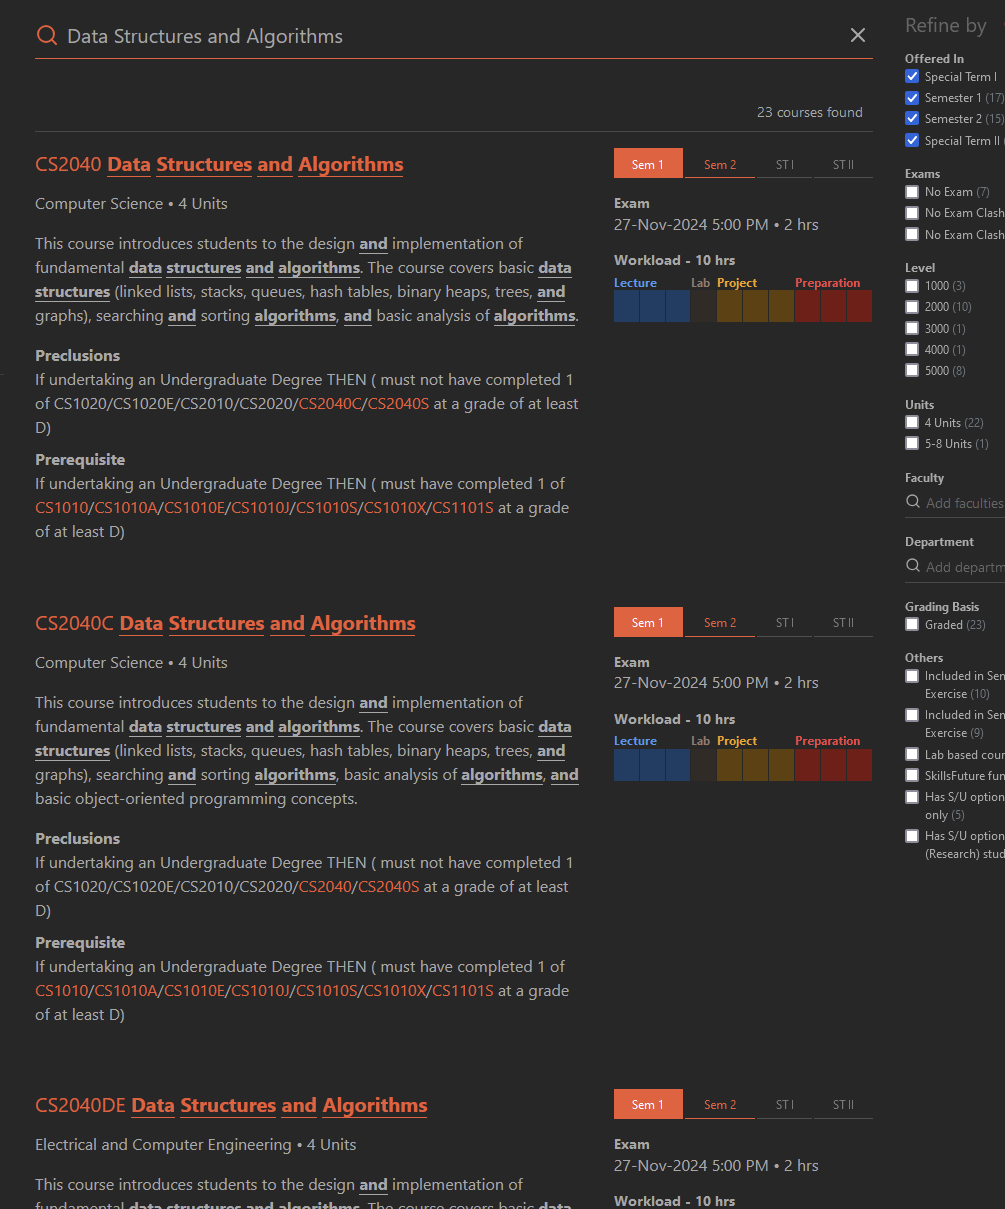 Data Structures and Algorithms
23 courses found
CS2040 Data Structures and Algorithms
Computer Science • 4 Units
This course introduces students to the design and implementation of
fundamental data structures and algorithms. The course covers basic data
structures (linked lists, stacks, queues, hash tables, binary heaps, trees, and
graphs), searching and sorting algorithms, and basic analysis of algorithms.
Preclusions
If undertaking an Undergraduate Degree THEN ( must not have completed 1
of CS1020/CS1020E/CS2010/CS2020/CS2040C/CS2040S at a grade of at least
D)
Prerequisite
If undertaking an Undergraduate Degree THEN ( must have completed 1 of
CS1010/CS1010A/CS1010E/CS1010J/CS1010S/CS1010X/CS1101S at a grade
of at least D)
Sem 1 Sem 2 ST I ST II
Exam
27-Nov-2024 5:00 PM • 2 hrs
Workload - 10 hrs
Lecture Lab Project Preparation
CS2040C Data Structures and Algorithms
Computer Science • 4 Units
This course introduces students to the design and implementation of
fundamental data structures and algorithms. The course covers basic data
structures (linked lists, stacks, queues, hash tables, binary heaps, trees, and
graphs), searching and sorting algorithms, basic analysis of algorithms, and
basic object-oriented programming concepts.
Preclusions
If undertaking an Undergraduate Degree THEN ( must not have completed 1
of CS1020/CS1020E/CS2010/CS2020/CS2040/CS2040S at a grade of at least
D)
Prerequisite
If undertaking an Undergraduate Degree THEN ( must have completed 1 of
CS1010/CS1010A/CS1010E/CS1010J/CS1010S/CS1010X/CS1101S at a grade
of at least D)
Sem 1 Sem 2 ST I ST II
Exam
27-Nov-2024 5:00 PM • 2 hrs
Workload - 10 hrs
Lecture Lab Project Preparation
CS2040DE Data Structures and Algorithms
Electrical and Computer Engineering • 4 Units
This course introduces students to the design and implementation of
fundamental data structures and algorithms. The course covers basic data
Sem 1 Sem 2 ST I ST II
Exam
27-Nov-2024 5:00 PM • 2 hrs
Workload - 10 hrs
Refine by
Offered In
Special Term I
Semester 1 (17)
Semester 2 (15)
Special Term II
Exams
No Exam (7)
No Exam Clash
No Exam Clash
Level
1000 (3)
2000 (10)
3000 (1)
4000 (1)
5000 (8)
Units
4 Units (22)
5-8 Units (1)
Faculty
Add faculties
Department
Add departm
Grading Basis
Graded (23)
Others
Included in Sen
Exercise (10)
Included in Sen
Exercise (9)
Lab based cour
SkillsFuture fun
Has S/U option
only (5)
Has S/U option
(Research) stud